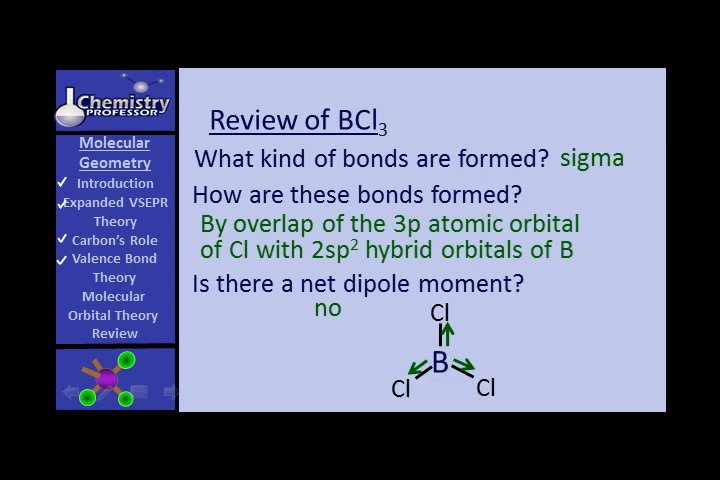 Chemistry
PROFESSOR
Molecular
Geometry
Introduction
Expanded VSEPR
Theory
Carbon's Role
Valence Bond
Theory
Molecular
Orbital Theory
Review
Review of BCl₃
What kind of bonds are formed? sigma
How are these bonds formed?
By overlap of the 3p atomic orbital
of Cl with 2sp² hybrid orbitals of B
Is there a net dipole moment?
no
Cl
B
Cl Cl